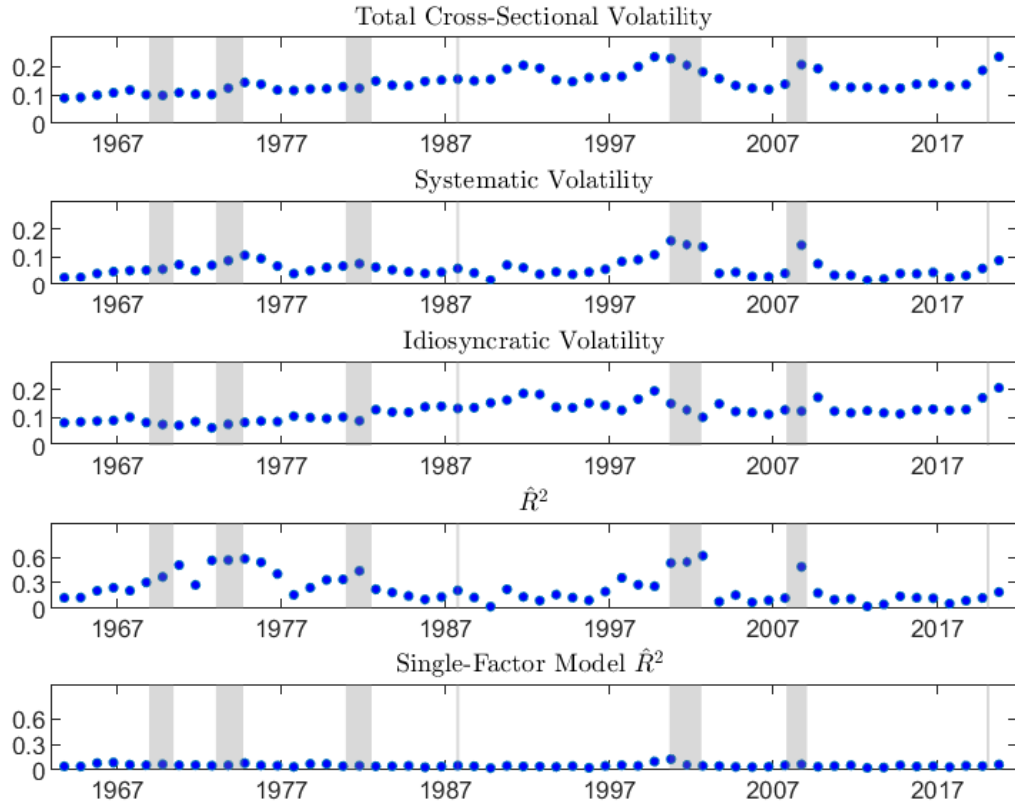 Total Cross-Sectional Volatility
0.2
0.1
0
1967 1977 1987 1997 2007 2017
Systematic Volatility
0.2
0.1
0
1967 1977 1987 1997 2007 2017
Idiosyncratic Volatility
0.2
0.1
0
1967 1977 1987 1997 2007 2017
R̂²
0.6
0.3
0
1967 1977 1987 1997 2007 2017
Single-Factor Model R̂²
0.6
0.3
0
1967 1977 1987 1997 2007 2017